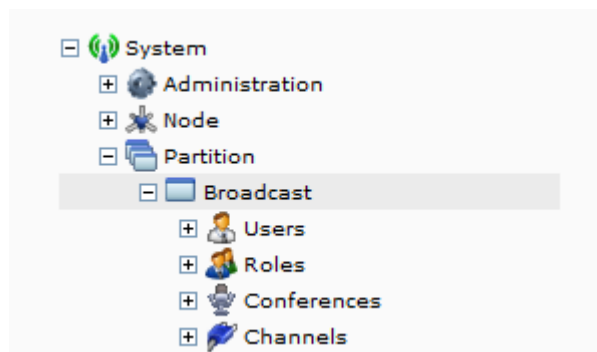 System
Administration
Node
Partition
Broadcast
Users
Roles
Conferences
Channels